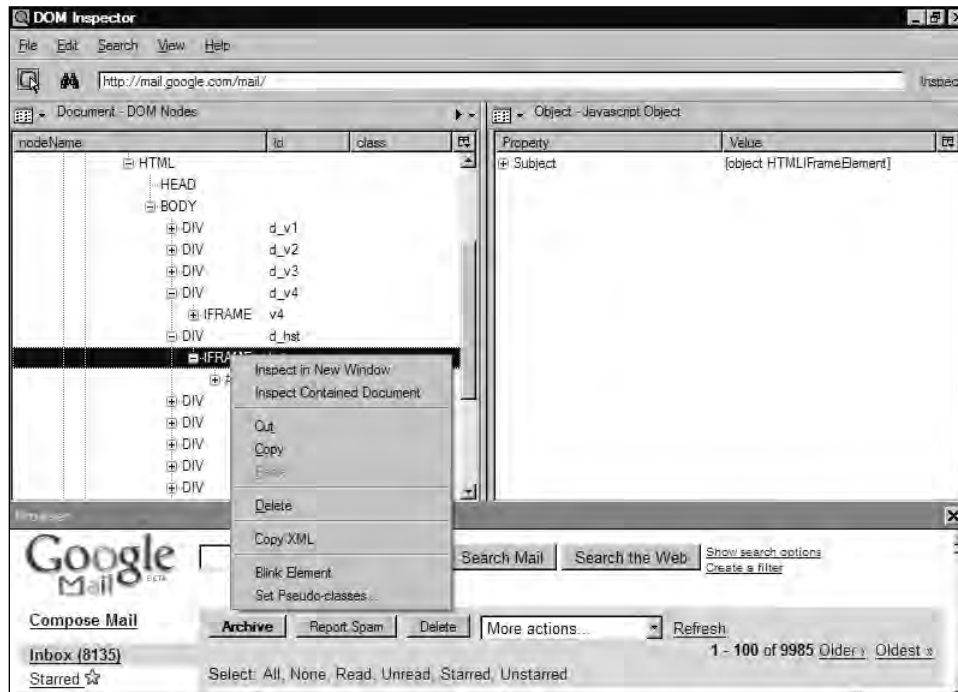 DOM Inspector
File Edit Search View Help
http://mail.google.com/mail/ Inspec
Document - DOM Nodes
nodeName id class
HTML
HEAD
BODY
DIV d_v1
DIV d_v2
DIV d_v3
DIV d_v4
IFRAME v4
DIV d_hst
DIV
DIV
DIV
DIV
DIV
Object - Javascript Object
Property Value
Subject [object HTMLIFrameElement]
Inspect in New Window
Inspect Contained Document
Cut
Copy
Paste
Delete
Copy XML
Blink Element
Set Pseudo-classes...
Browser
Google
Mail BETA
Search Mail Search the Web Show search options
Create a filter
Compose Mail
Inbox (8135)
Starred
Archive Report Spam Delete More actions... Refresh
1 - 100 of 9985 Older › Oldest »
Select: All, None, Read, Unread, Starred, Unstarred